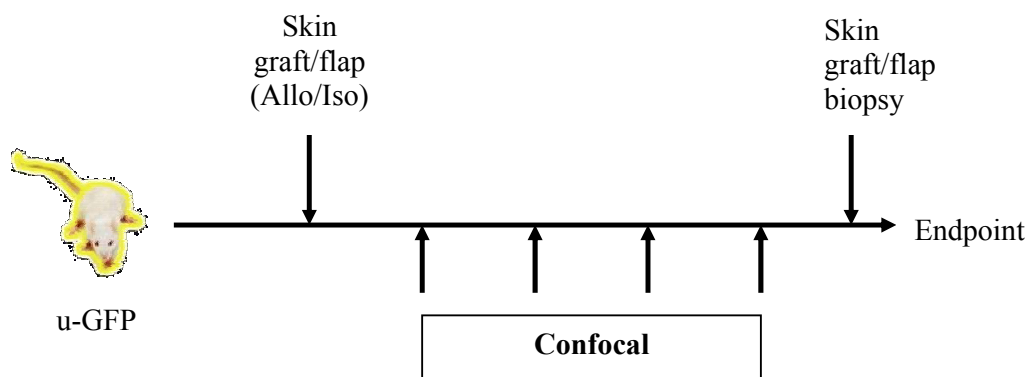 Skin
graft/flap
(Allo/Iso)
Skin
graft/flap
biopsy
Endpoint
u-GFP
Confocal